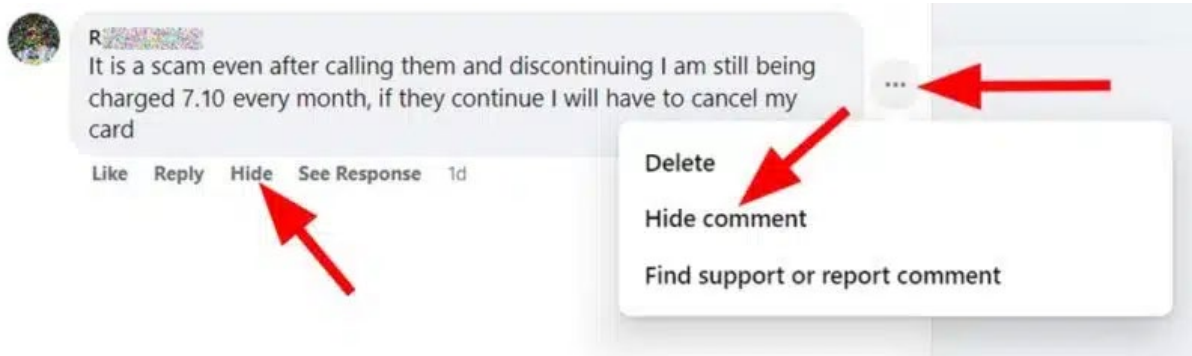 R
It is a scam even after calling them and discontinuing I am still being
charged 7.10 every month, if they continue I will have to cancel my
card
Like Reply Hide See Response 1d
...
Delete
Hide comment
Find support or report comment